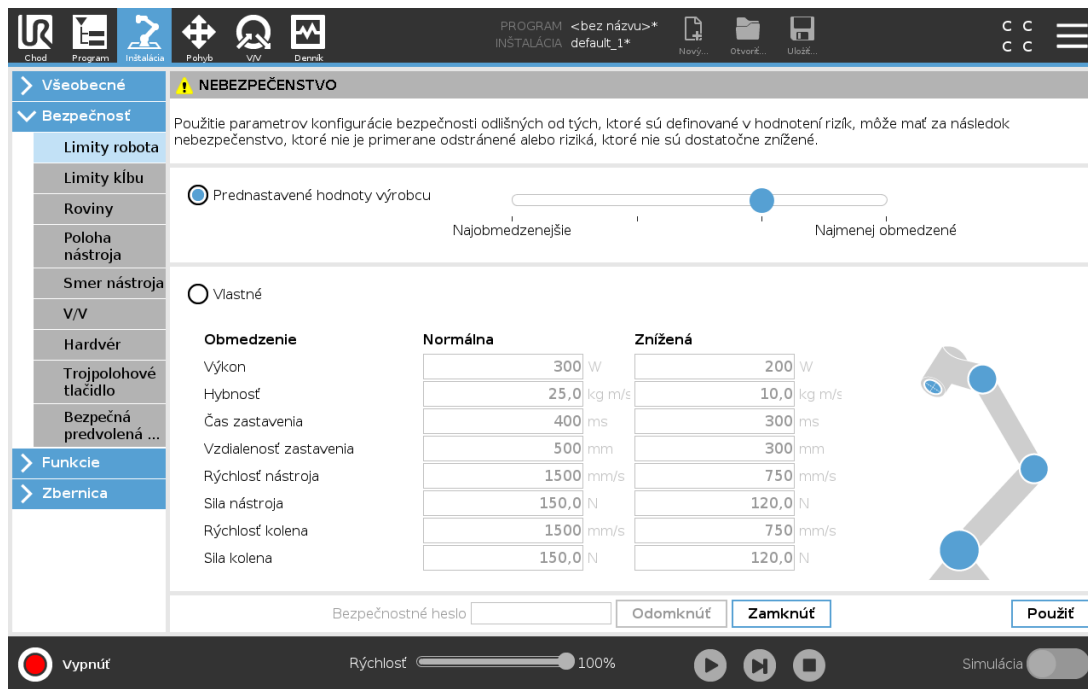 PROGRAM <bez názvu>*
INŠTALÁCIA default_1*
Chod Program Inštalácia Pohyb V/V Denník Nový... Otvoriť... Uložiť...
C C
C C
Všeobecné
Bezpečnosť
Limity robota
Limity kĺbu
Roviny
Poloha
nástroja
Smer nástroja
V/V
Hardvér
Trojpolohové
tlačidlo
Bezpečná
predvolená ...
Funkcie
Zbernica
NEBEZPEČENSTVO
Použitie parametrov konfigurácie bezpečnosti odlišných od tých, ktoré sú definované v hodnotení rizík, môže mať za následok
nebezpečenstvo, ktoré nie je primerane odstránené alebo riziká, ktoré nie sú dostatočne znížené.
Prednastavené hodnoty výrobcu
Najobmedzenejšie Najmenej obmedzené
Vlastné
Obmedzenie Normálna Znížená
Výkon 300 W 200 W
Hybnosť 25,0 kg m/s 10,0 kg m/s
Čas zastavenia 400 ms 300 ms
Vzdialenosť zastavenia 500 mm 300 mm
Rýchlosť nástroja 1500 mm/s 750 mm/s
Sila nástroja 150,0 N 120,0 N
Rýchlosť kolena 1500 mm/s 750 mm/s
Sila kolena 150,0 N 120,0 N
Bezpečnostné heslo Odomknúť Zamknúť Použiť
Vypnúť Rýchlosť 100% Simulácia